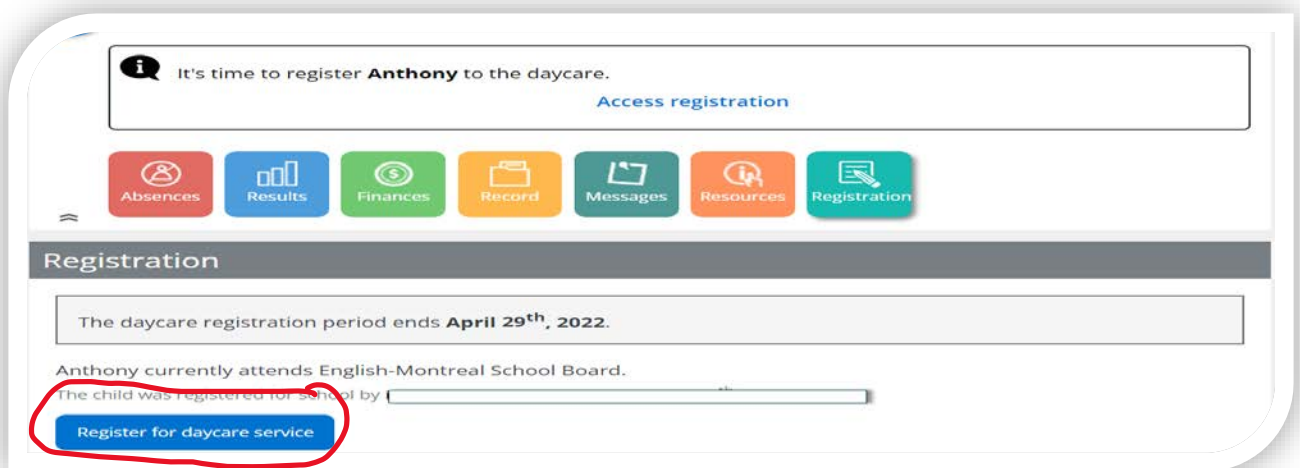 It's time to register Anthony to the daycare.
Access registration
Absences Results Finances Record Messages Resources Registration
Registration
The daycare registration period ends April 29th, 2022.
Anthony currently attends English-Montreal School Board.
The child was registered for school by
Register for daycare service